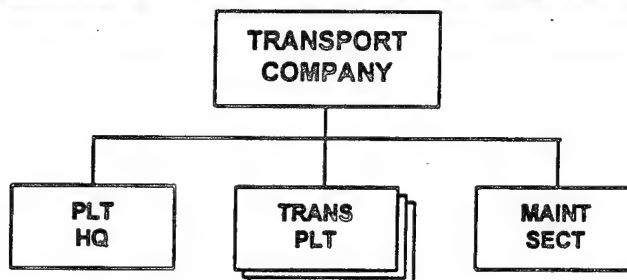 TRANSPORT
COMPANY
PLT
HQ
TRANS
PLT
MAINT
SECT